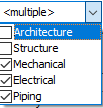 <multiple>
Architecture
Structure
Mechanical
Electrical
Piping